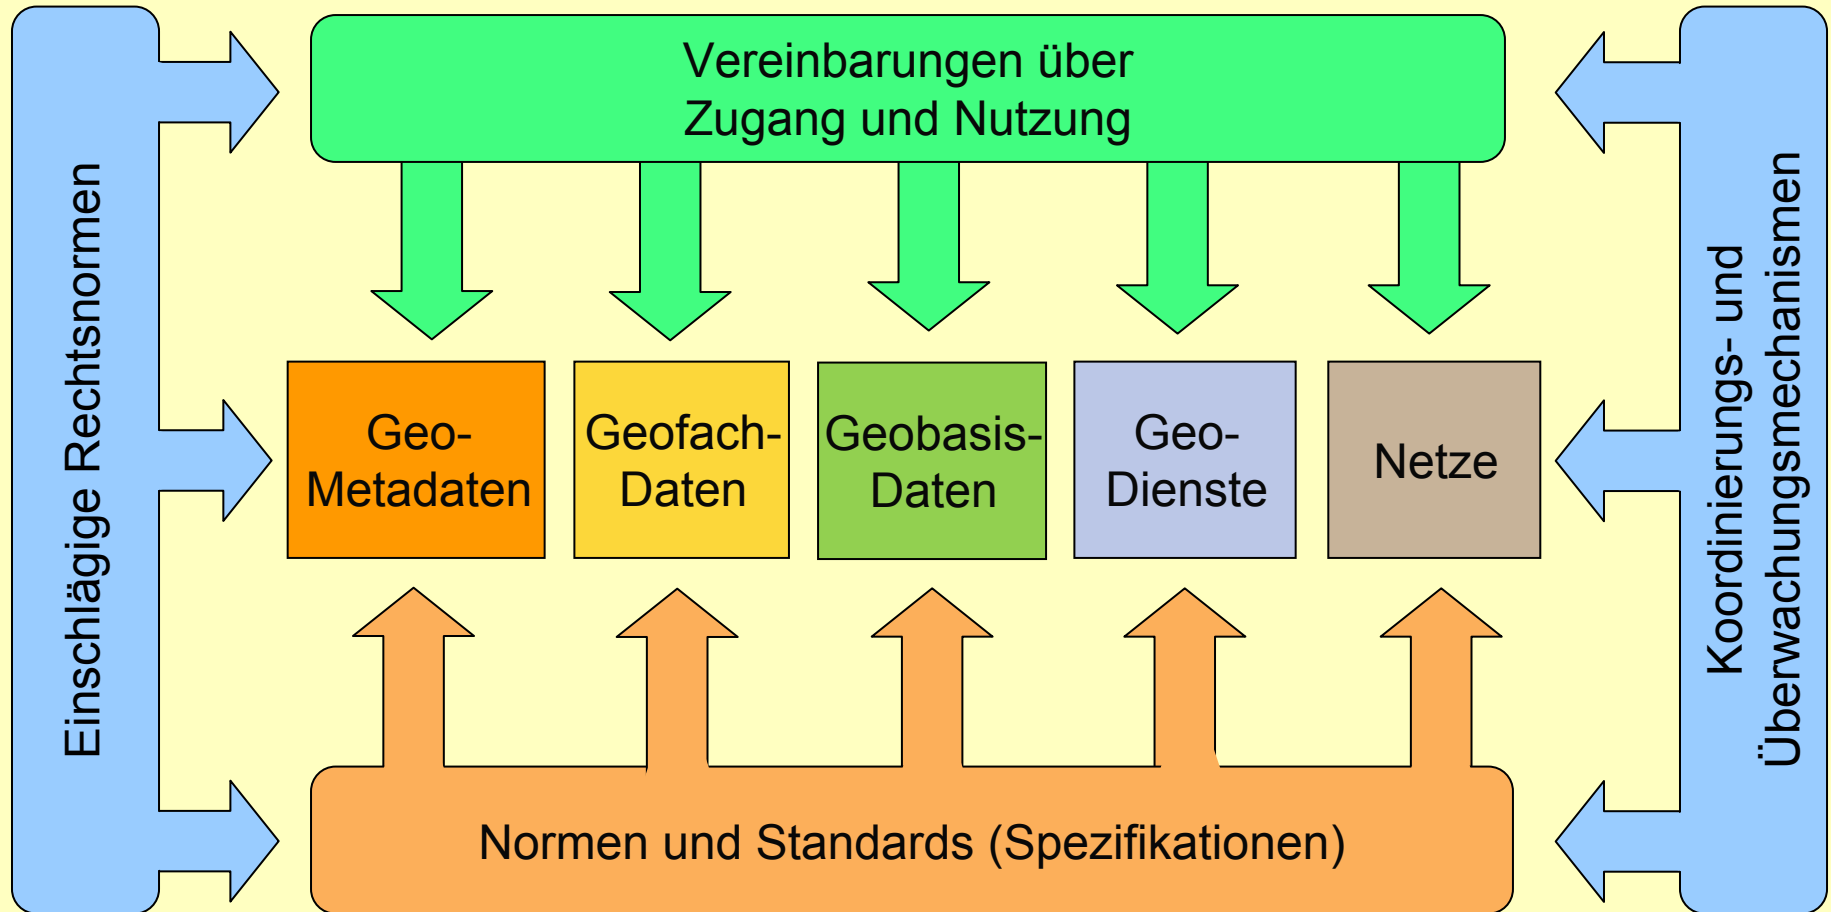 Vereinbarungen über
Zugang und Nutzung
Einschlägige Rechtsnormen
Geo-
Metadaten
Geofach-
Daten
Geobasis-
Daten
Geo-
Dienste
Netze
Koordinierungs- und
Überwachungsmechanismen
Normen und Standards (Spezifikationen)